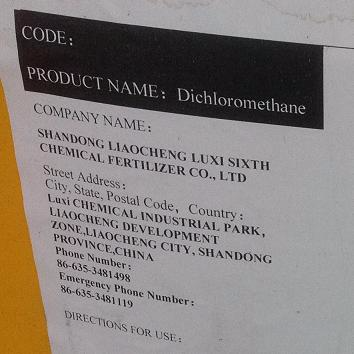 CODE：
PRODUCT NAME：Dichloromethane
COMPANY NAME：
SHANDONG LIAOCHENG LUXI SIXTH
CHEMICAL FERTILIZER CO., LTD
Street Address：
City, State, Postal Code，Country：
Luxi CHEMICAL INDUSTRIAL PARK，
LIAOCHENG DEVELOPMENT
ZONE,LIAOCHENG CITY, SHANDONG
PROVINCE,CHINA
Phone Number：
86-635-3481498
Emergency Phone Number：
86-635-3481119
DIRECTIONS FOR USE：